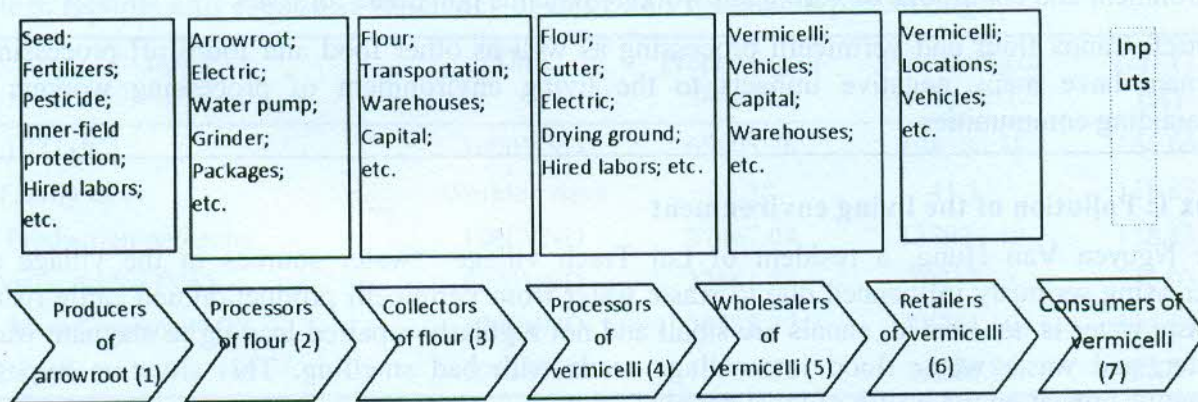 Seed;
Fertilizers;
Pesticide;
Inner-field
protection;
Hired labors;
etc.
Arrowroot;
Electric;
Water pump;
Grinder;
Packages;
etc.
Flour;
Transportation;
Warehouses;
Capital;
etc.
Flour;
Cutter;
Electric;
Drying ground;
Hired labors; etc.
Vermicelli;
Vehicles;
Capital;
Warehouses;
etc.
Vermicelli;
Locations;
Vehicles;
etc.
Inp
uts
Producers
of
arrowroot (1)
Processors
of flour (2)
Collectors
of flour (3)
Pocessors
of
vermicelli (4)
Wholesalers
of
vermicelli (5)
Retailers
of vermicelli
(6)
Consumer of
vermicelli
(7)